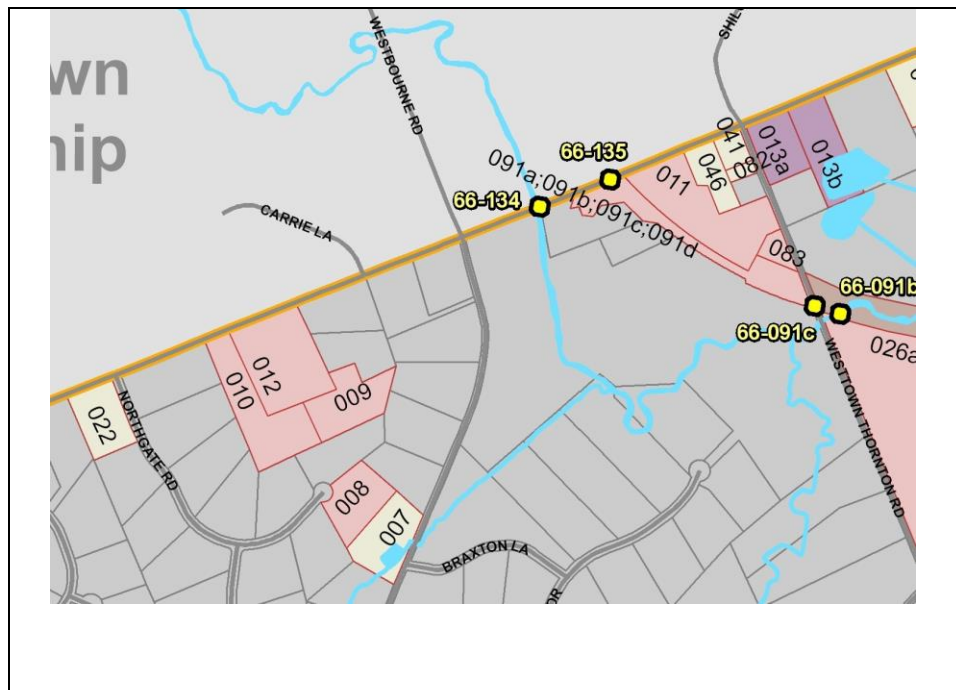 wn
hip
WESTBOURNE RD
SHIL
CARRIE LA
66-134
66-135
091a;091b;091c;091d
011
046
041
082
013a
013b
083
66-091b
66-091c
026a
WESTTOWN THORNTON RD
022
NORTHGATE RD
010
012
009
008
007
BRAXTON LA
OR